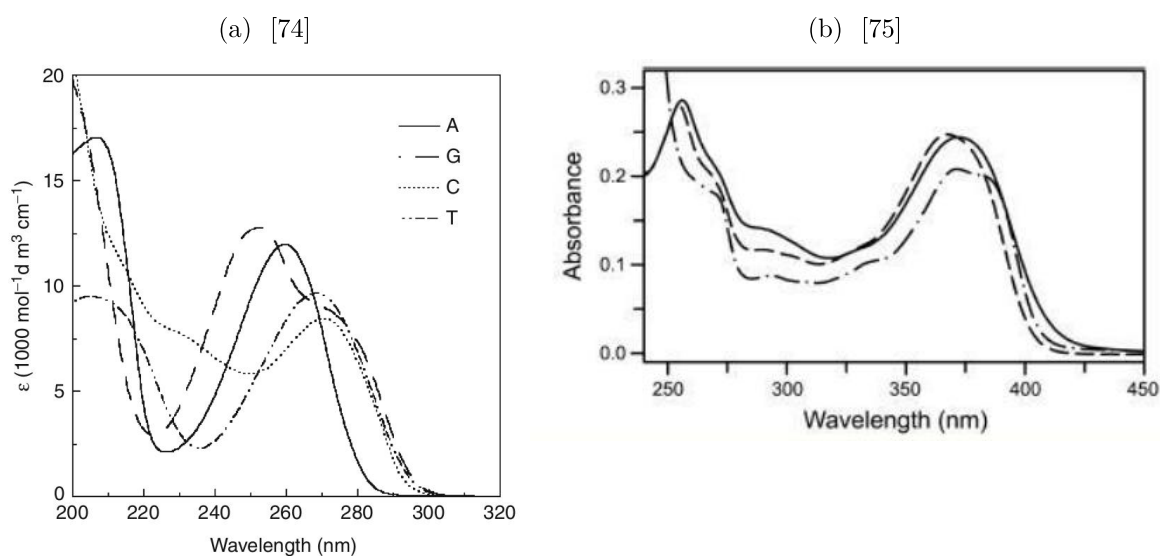 (a) [74]
20
15
10
5
0
ε (1000 mol⁻¹d m³ cm⁻¹)
A
G
C
T
200 220 240 260 280 300 320
Wavelength (nm)
(b) [75]
0.3
0.2
0.1
0.0
Absorbance
250 300 350 400 450
Wavelength (nm)